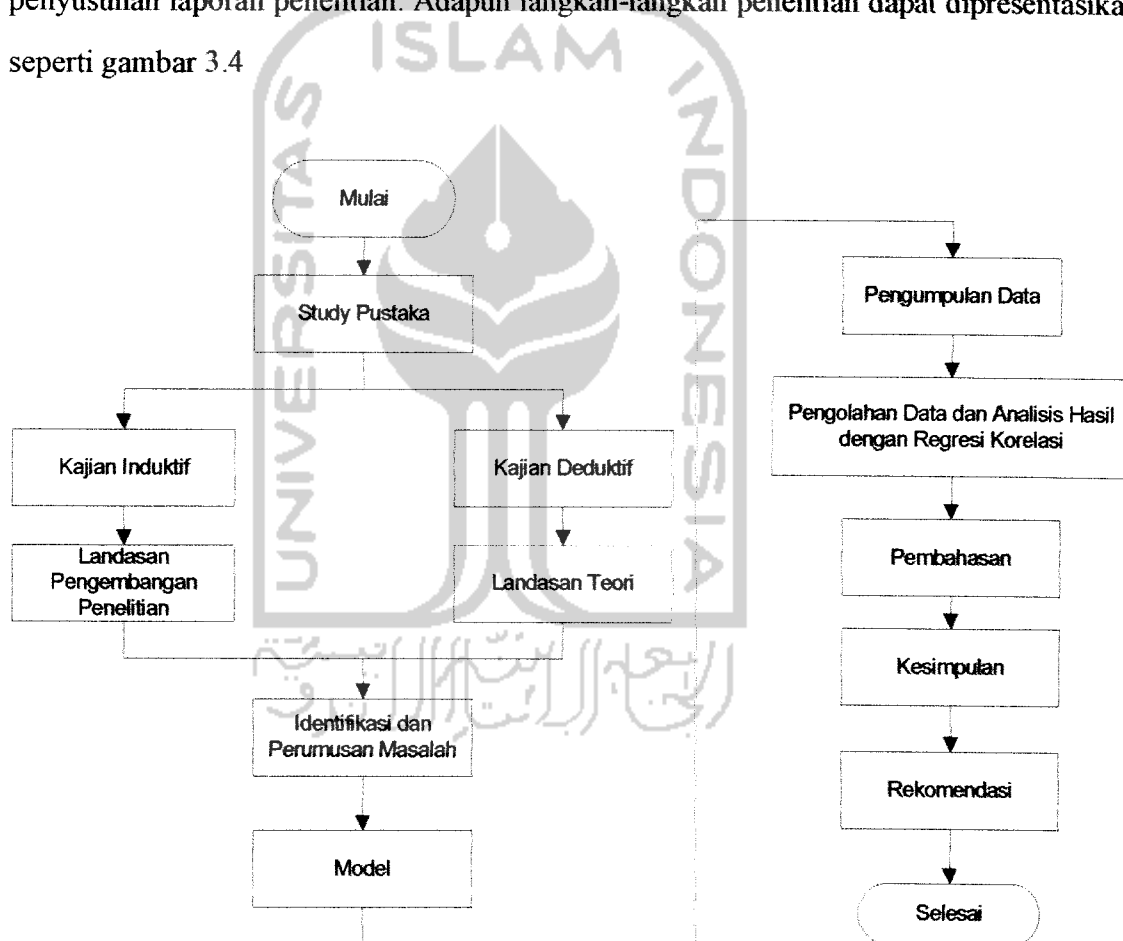 penyusunan laporan penelitian. Adapun langkah-langkah penelitian dapat dipresentasika
seperti gambar 3.4
UNIVERSITAS
ISLAM
INDONESIA
Mulai
Study Pustaka
Kajian Induktif
Kajian Deduktif
Landasan
Pengembangan
Penelitian
Landasan Teori
Identifikasi dan
Perumusan Masalah
Model
Pengumpulan Data
Pengolahan Data dan Analisis Hasil
dengan Regresi Korelasi
Pembahasan
Kesimpulan
Rekomendasi
Selesai